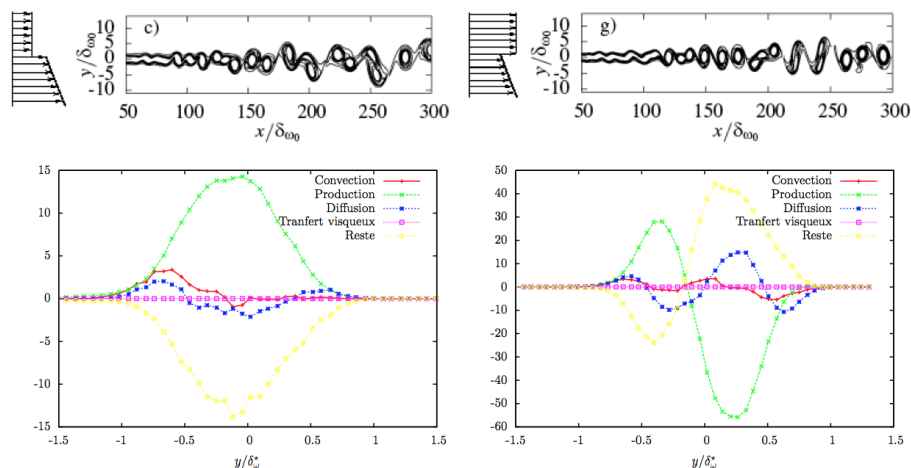 c)
y/δω0
10
5
0
-5
-10
50 100 150 200 250 300
x/δω0
g)
y/δω0
10
5
0
-5
-10
50 100 150 200 250 300
x/δω0
15
10
5
0
-5
-10
-15
-1.5 -1 -0.5 0 0.5 1 1.5
y/δ*ω
Convection
Production
Diffusion
Tranfert visqueux
Reste
50
40
30
20
10
0
-10
-20
-30
-40
-50
-60
-1.5 -1 -0.5 0 0.5 1 1.5
y/δ*ω
Convection
Production
Diffusion
Tranfert visqueux
Reste